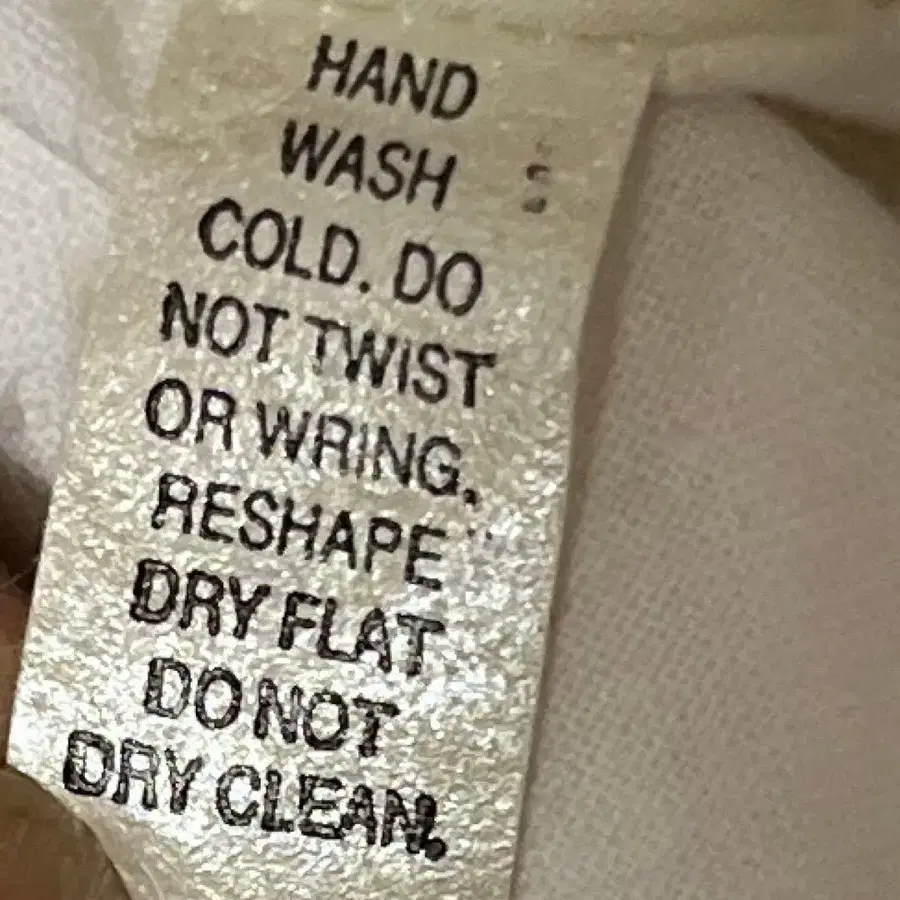 HAND
WASH
COLD. DO
NOT TWIST
OR WRING.
RESHAPE
DRY FLAT
DO NOT
DRY CLEAN.